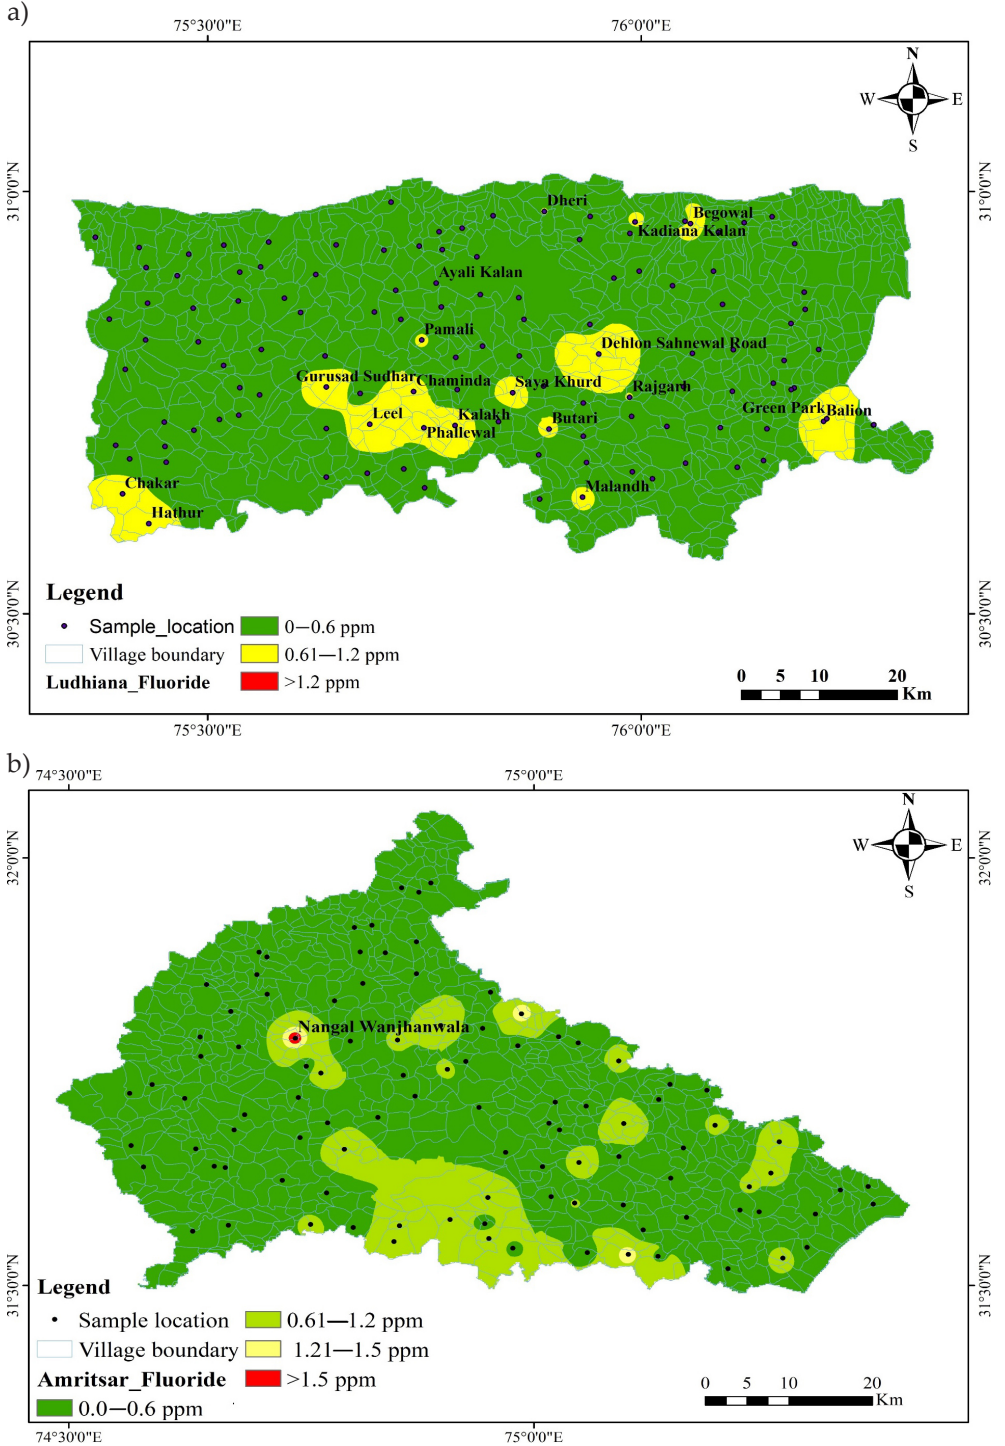 a)
75°30'0"E
76°0'0"E
N
W
E
S
31°0'0"N
31°0'0"N
Dheri
Begowal
Kadiana Kalan
Ayali Kalan
Pamali
Dehlon Sahnewal Road
Gurusad Sudhar
Chaminda
Saya Khurd
Rajgarh
Leel
Kalakh
Butari
Green Park
Balion
Phallewal
Chakar
Malandh
Hathur
30°30'0"N
30°30'0"N
Legend
Sample_location
0—0.6 ppm
Village boundary
0.61—1.2 ppm
Ludhiana_Fluoride
>1.2 ppm
0 5 10 20
Km
75°30'0"E
76°0'0"E
b)
74°30'0"E
75°0'0"E
N
W
E
S
32°0'0"N
32°0'0"N
Nangal Wanjhanwala
31°30'0"N
31°30'0"N
Legend
Sample location
0.61—1.2 ppm
Village boundary
1.21—1.5 ppm
Amritsar_Fluoride
>1.5 ppm
0.0—0.6 ppm
0 5 10 20
Km
74°30'0"E
75°0'0"E